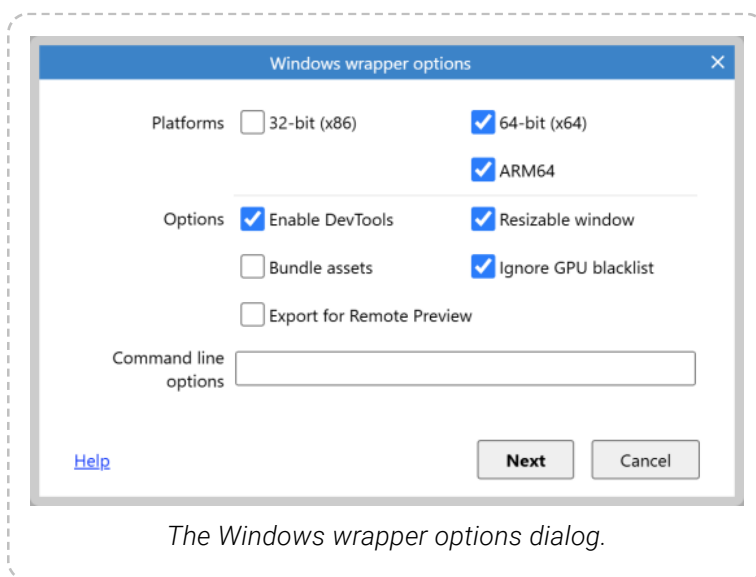 Windows wrapper options
Platforms 32-bit (x86) 64-bit (x64)
ARM64
Options Enable DevTools Resizable window
Bundle assets Ignore GPU blacklist
Export for Remote Preview
Command line
options
Help Next Cancel
The Windows wrapper options dialog.